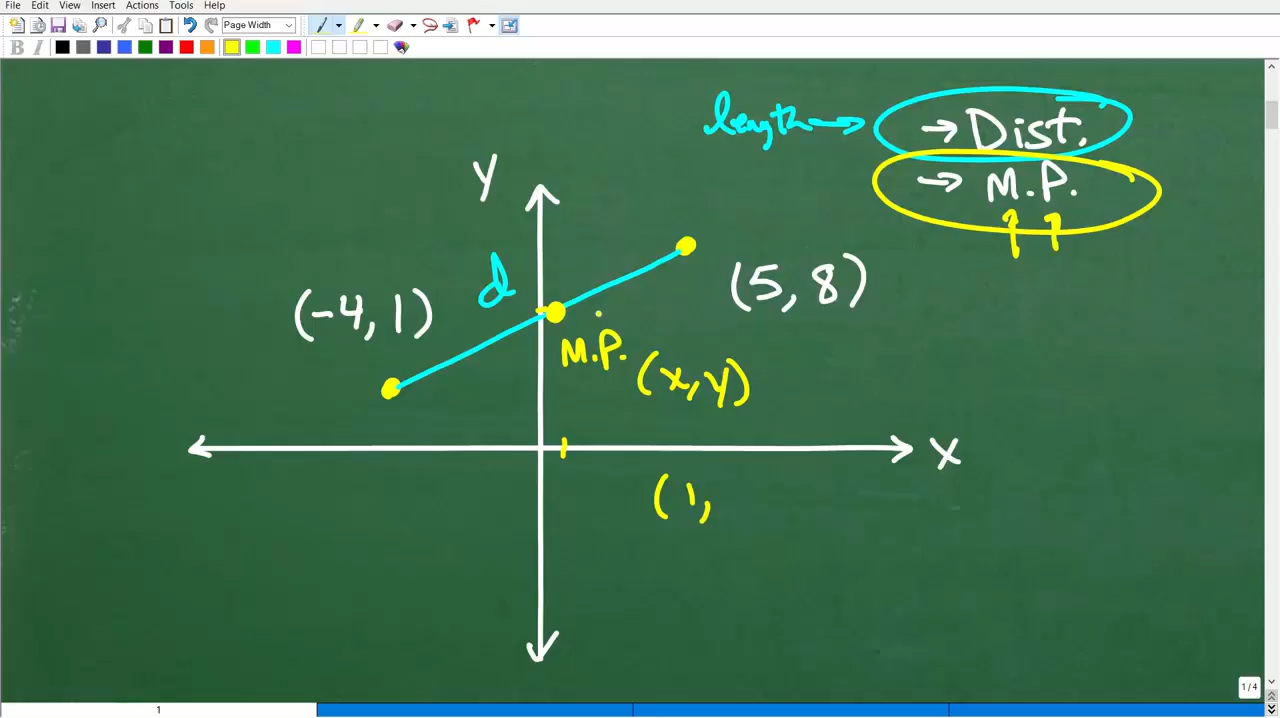 File Edit View Insert Actions Tools Help
Page Width
B I
length → → Dist.
→ M.P.
y
d
(-4, 1)
(5, 8)
M.P. (x, y)
x
(1,
1/4
1